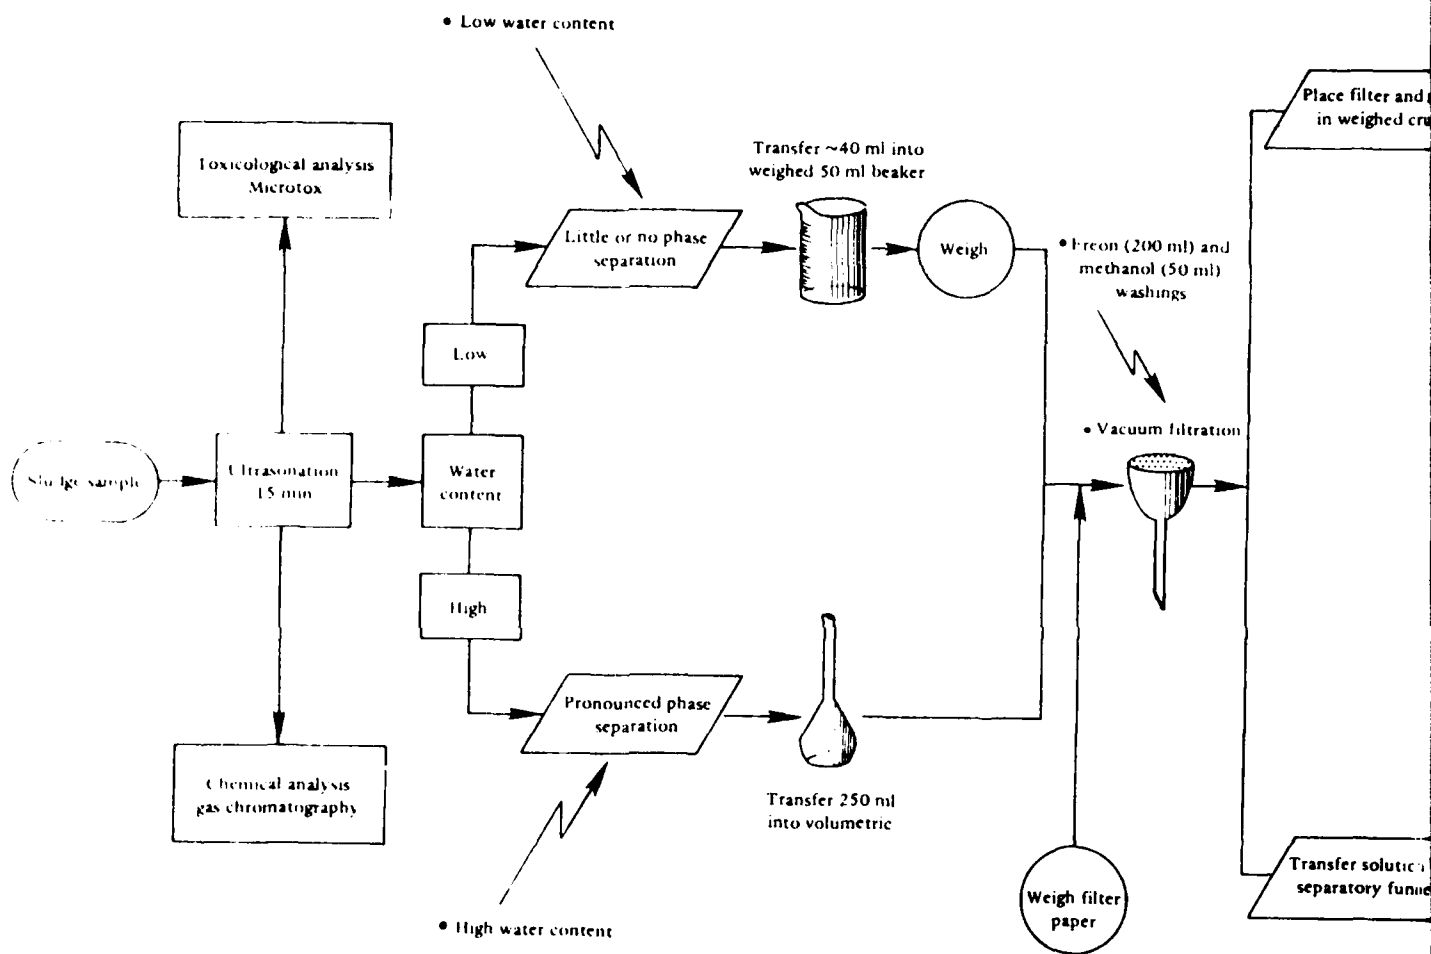 • Low water content
Place filter and
in weighed
Toxicological analysis
Microtox
Transfer ~40 ml into
weighed 50 ml beaker
Little or no phase
separation
Weigh
• Freon (200 ml) and
methanol (50 ml)
washings
Low
• Vacuum filtration
Sludge sample
Ultrasonation
15 min
Water
content
High
Pronounced phase
separation
Chemical analysis
gas chromatography
Transfer 250 ml
into volumetric
Transfer solution
separatory
Weigh filter
paper
• High water content